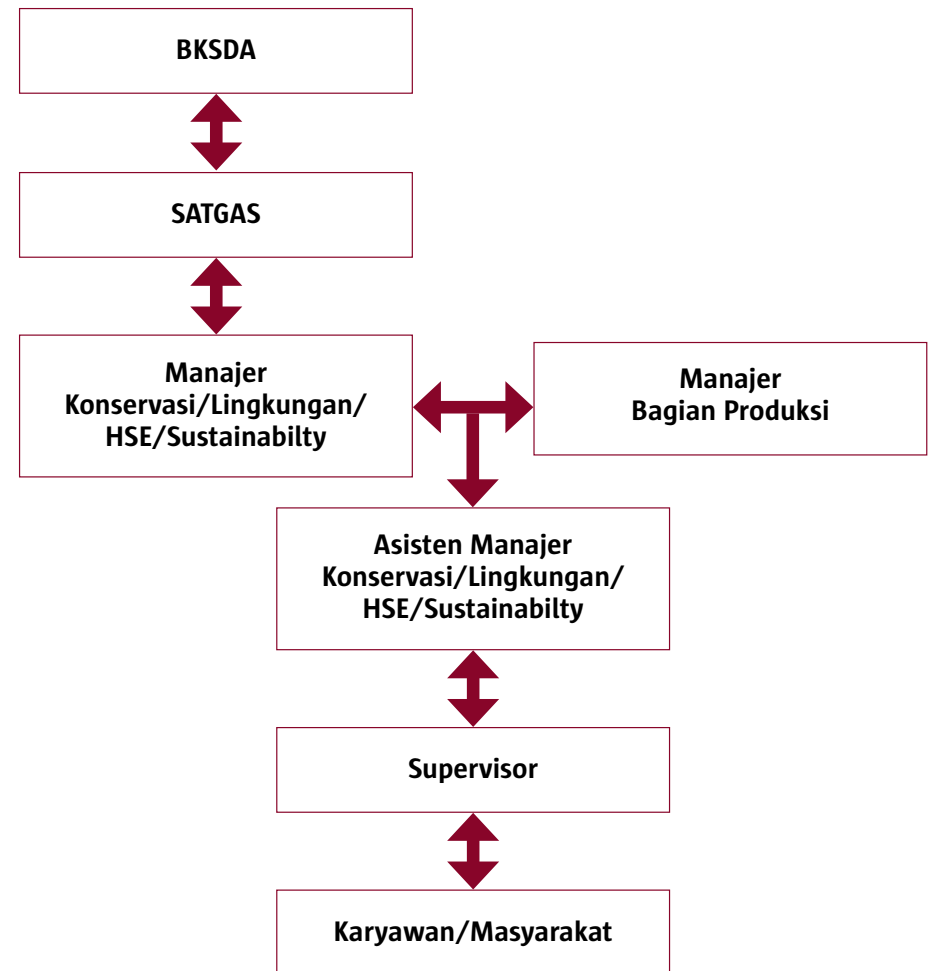 BKSDA
SATGAS
Manajer
Konservasi/Lingkungan/
HSE/Sustainabilty
Manajer
Bagian Produksi
Asisten Manajer
Konservasi/Lingkungan/
HSE/Sustainabilty
Supervisor
Karyawan/Masyarakat